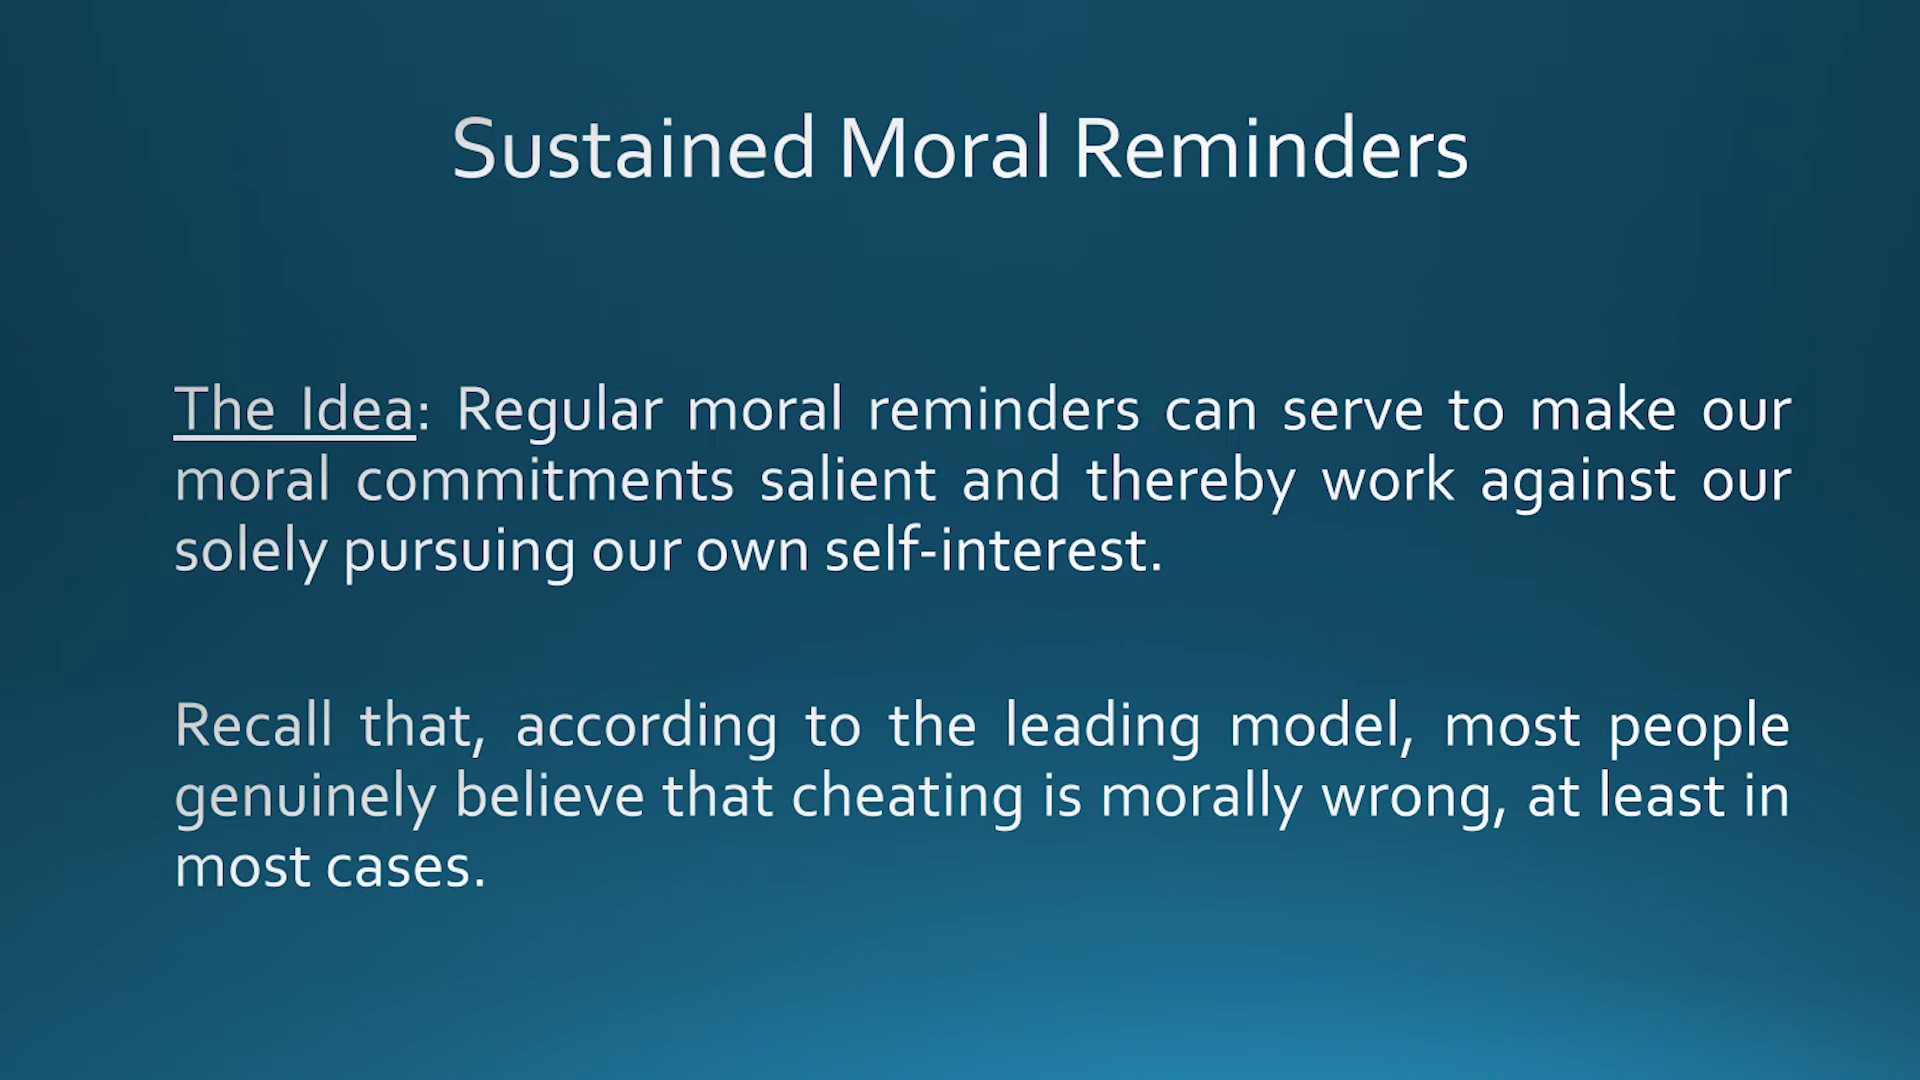 Sustained Moral Reminders
The Idea: Regular moral reminders can serve to make our
moral commitments salient and thereby work against our
solely pursuing our own self-interest.
Recall that, according to the leading model, most people
genuinely believe that cheating is morally wrong, at least in
most cases.